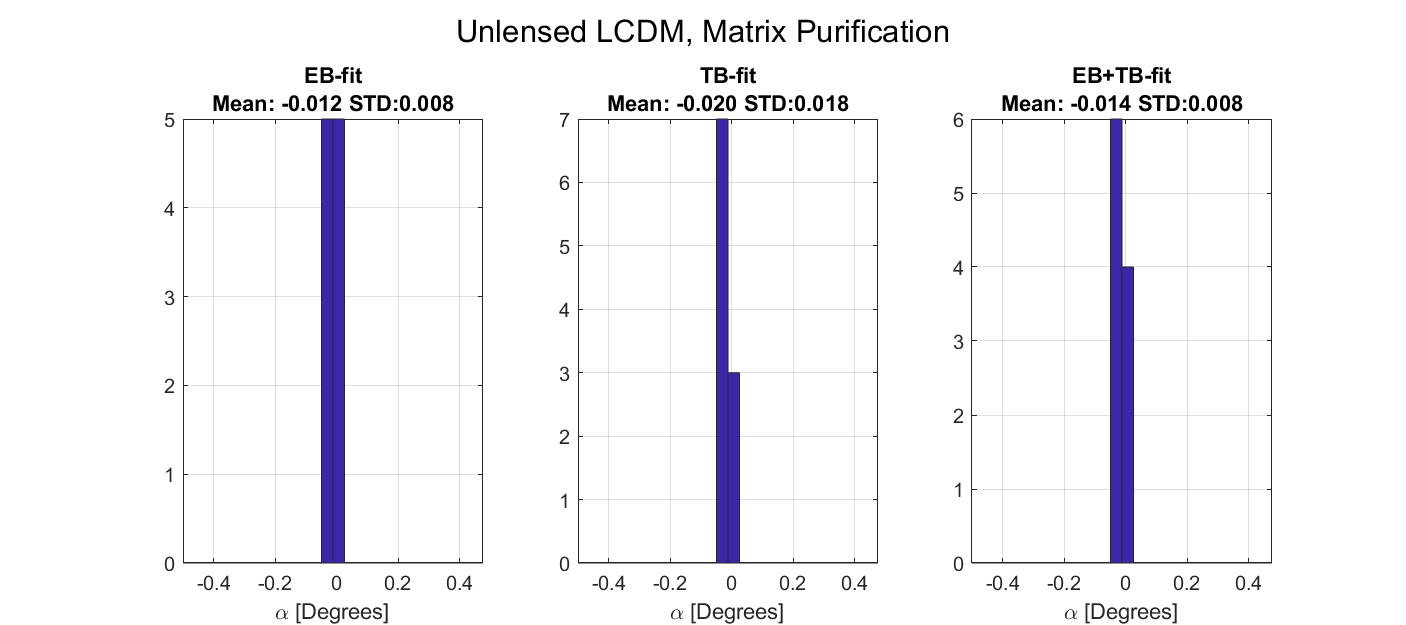 Unlensed LCDM, Matrix Purification
EB-fit
Mean: -0.012 STD:0.008
5
4
3
2
1
0
-0.4 -0.2 0 0.2 0.4
α [Degrees]
TB-fit
Mean: -0.020 STD:0.018
7
6
5
4
3
2
1
0
-0.4 -0.2 0 0.2 0.4
α [Degrees]
EB+TB-fit
Mean: -0.014 STD:0.008
6
5
4
3
2
1
0
-0.4 -0.2 0 0.2 0.4
α [Degrees]